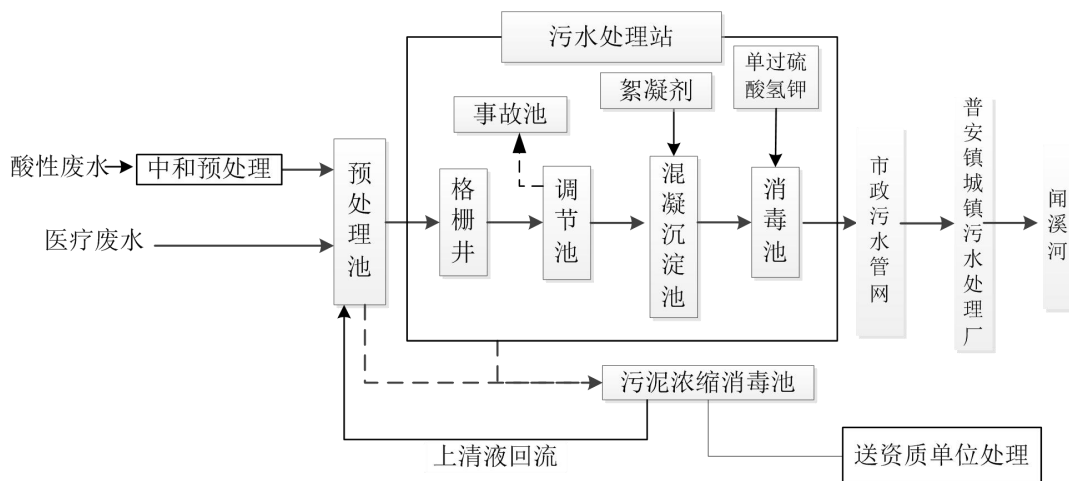 污水处理站
单过硫
酸氢钾
絮凝剂
事故池
酸性废水
中和预处理
医疗废水
预处理池
格栅井
调节池
混凝沉淀池
消毒池
市政污水管网
普安镇城镇污水处理厂
闻溪河
污泥浓缩消毒池
上清液回流
送资质单位处理